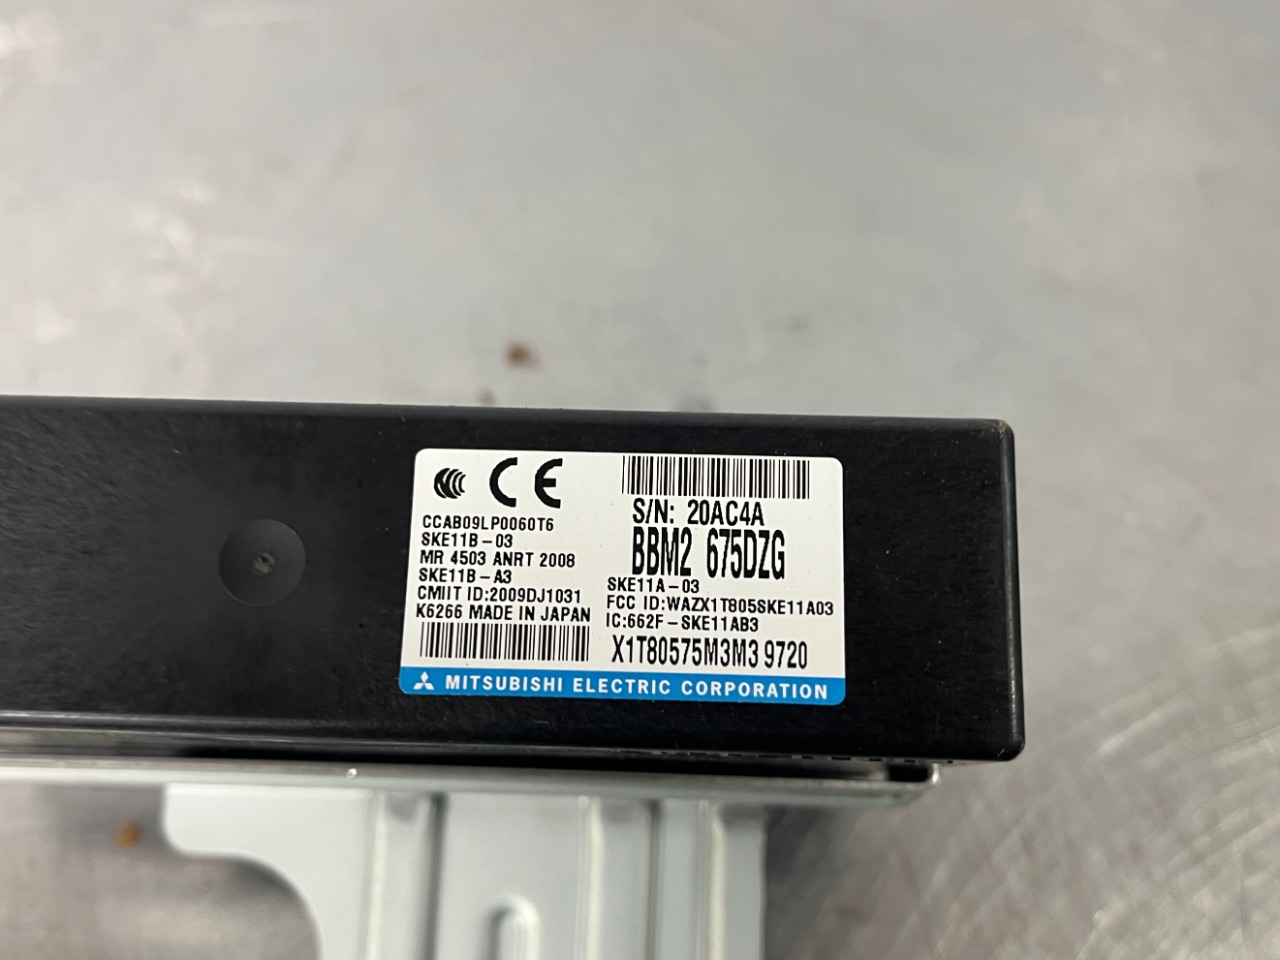 CCC CE
CCAB09LP0060T6
SKE11B-03
MR 4503 ANRT 2008
SKE11B-A3
CMIIT ID:2009DJ1031
K6266 MADE IN JAPAN
S/N: 20AC4A
BBM2 675DZG
SKE11A-03
FCC ID:WAZX1T805SKE11A03
IC:662F-SKE11AB3
X1T80575M3M3 9720
MITSUBISHI ELECTRIC CORPORATION